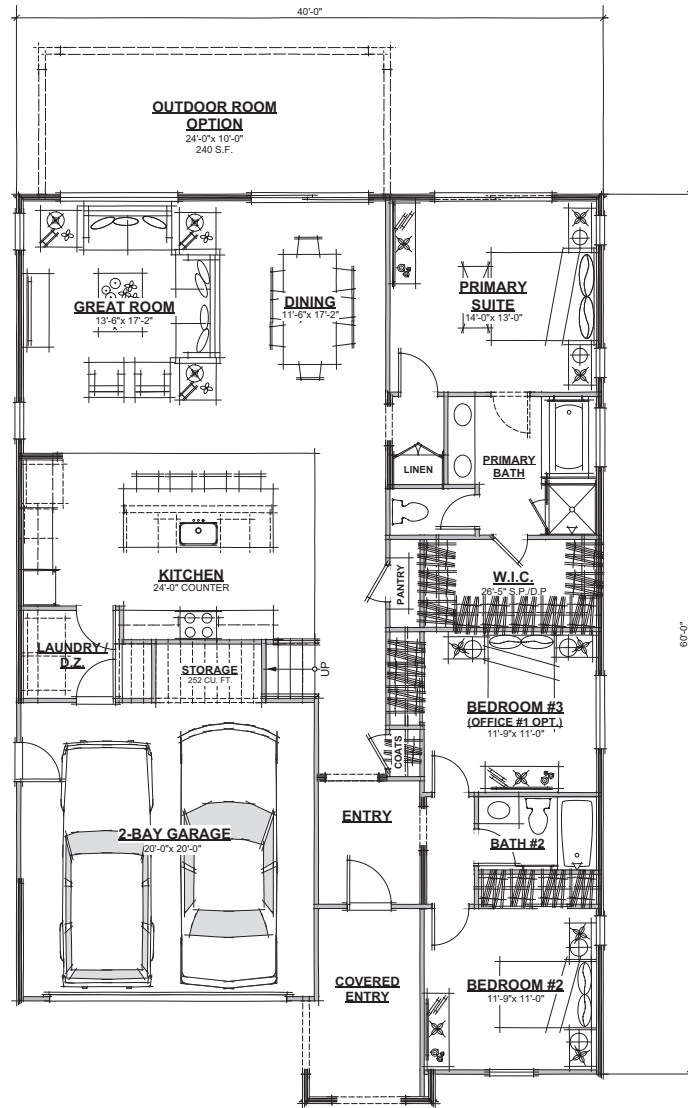 40'-0"
OUTDOOR ROOM
OPTION
24'-0"x 10'-0"
240 S.F.
GREAT ROOM
13'-6"x 17'-2"
DINING
11'-6"x 17'-2"
PRIMARY
SUITE
14'-0"x 13'-0"
LINEN
PRIMARY
BATH
KITCHEN
24'-0" COUNTER
PANTRY
W.I.C.
26'-5" S.P./D.P
60'-0"
LAUNDRY /
D.Z.
STORAGE
252 CU. FT.
UP
BEDROOM #3
(OFFICE #1 OPT.)
11'-9"x 11'-0"
COATS
ENTRY
2-BAY GARAGE
20'-0"x 20'-0"
BATH #2
COVERED
ENTRY
BEDROOM #2
11'-9"x 11'-0"